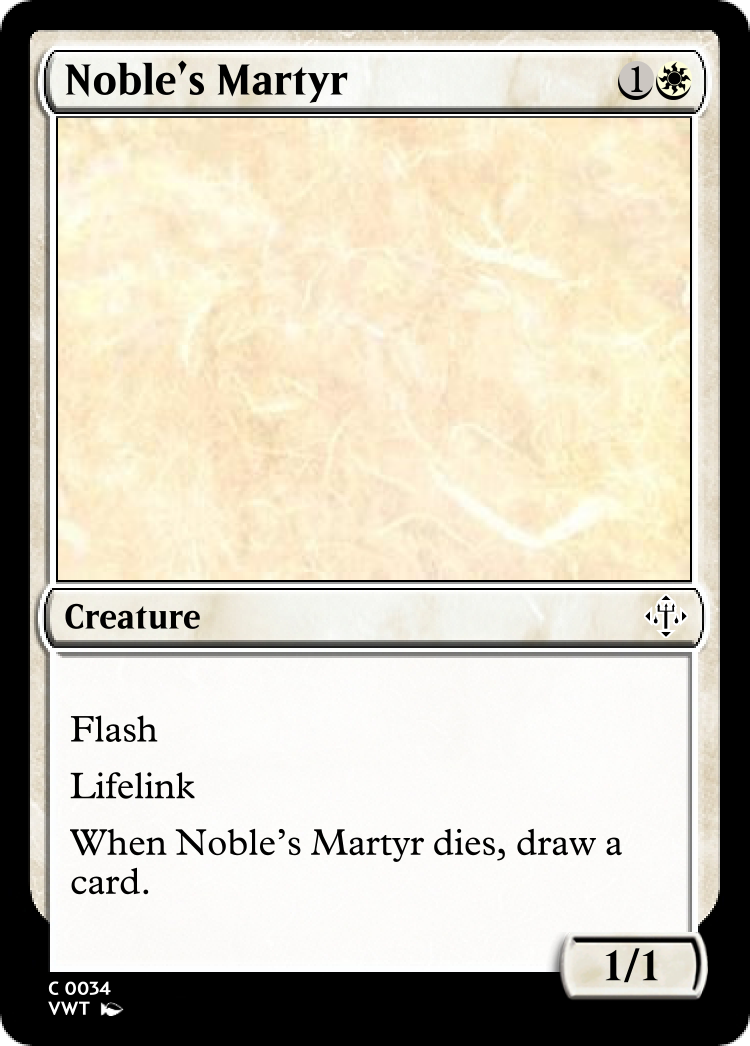 Noble's Martyr 1
Creature
Flash
Lifelink
When Noble's Martyr dies, draw a
card.
1/1
C 0034
VWT